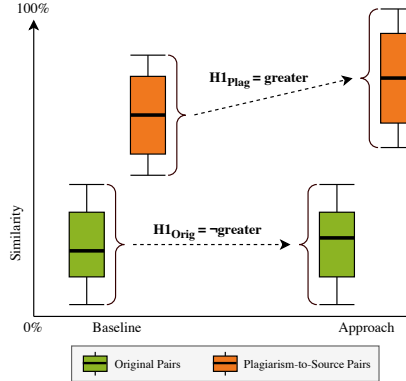 100%
H1Plag = greater
H1Orig = ¬greater
Similarity
0%
Baseline
Approach
Original Pairs
Plagiarism-to-Source Pairs